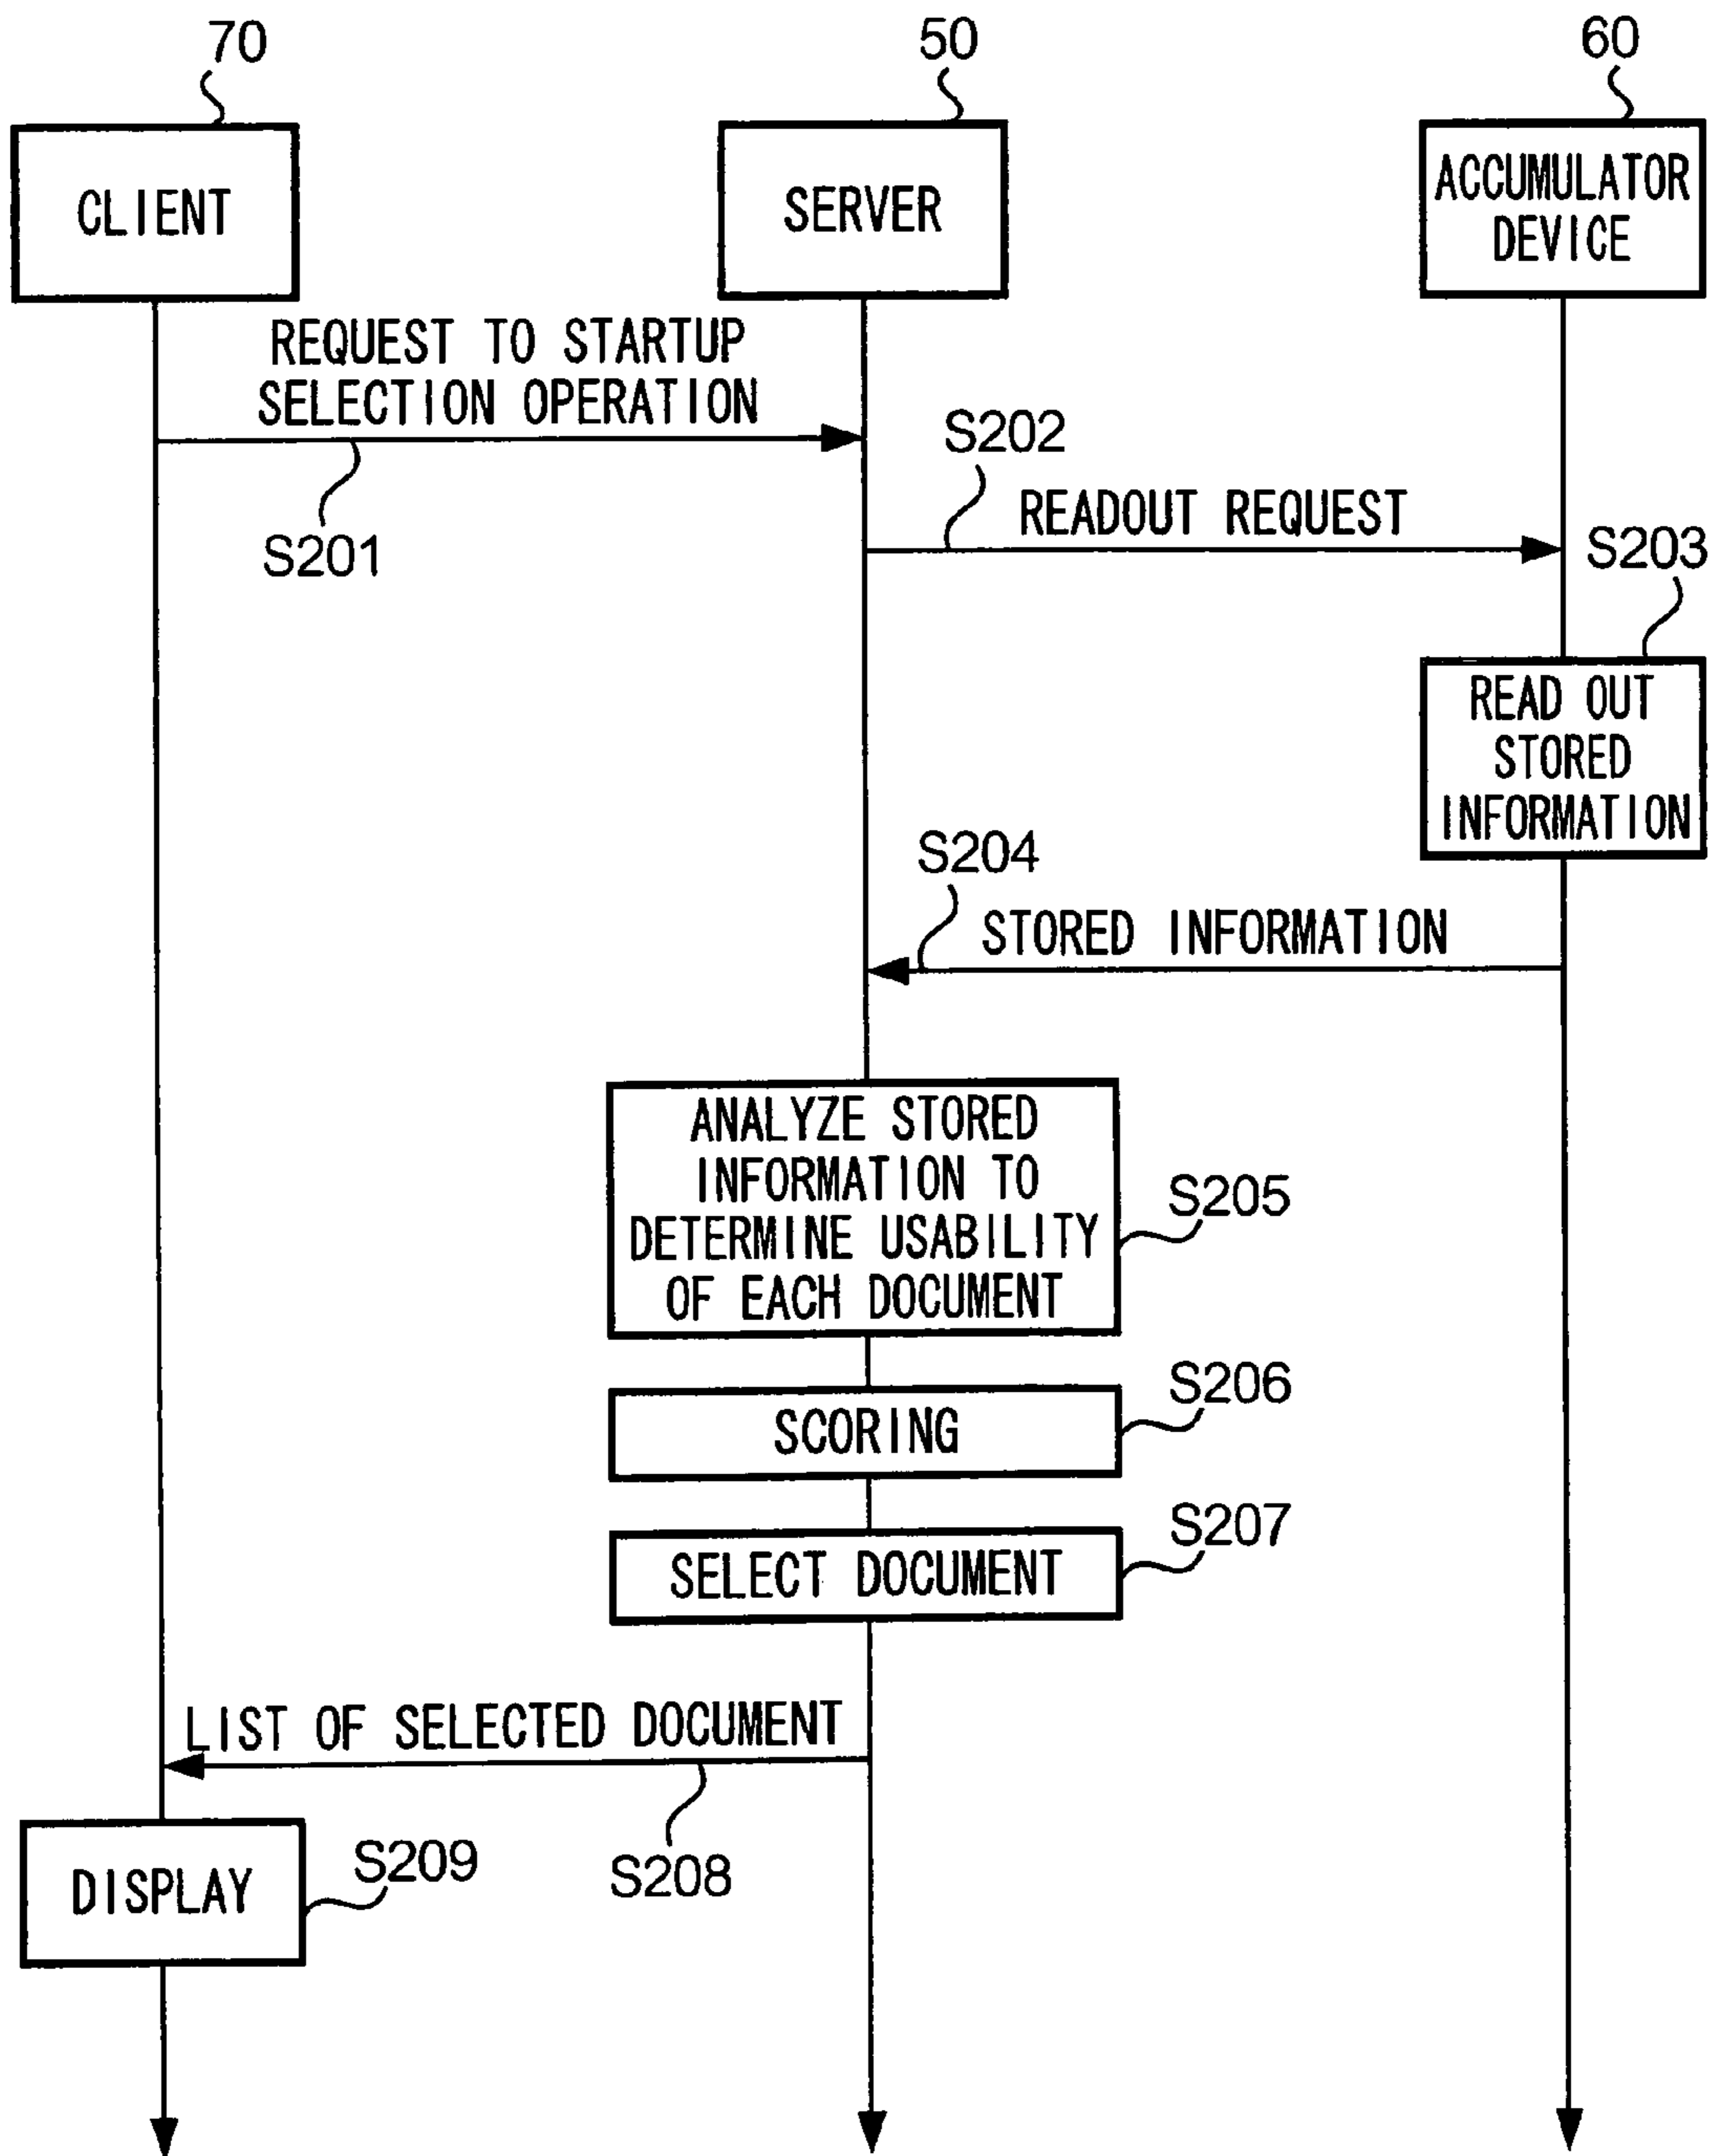 70
50
60
CLIENT
SERVER
ACCUMULATOR
DEVICE
REQUEST TO STARTUP
SELECTION OPERATION
S201
S202
READOUT REQUEST
S203
READ OUT
STORED
INFORMATION
S204
STORED INFORMATION
ANALYZE STORED
INFORMATION TO
DETERMINE USABILITY
OF EACH DOCUMENT
S205
SCORING
S206
SELECT DOCUMENT
S207
LIST OF SELECTED DOCUMENT
S208
DISPLAY
S209